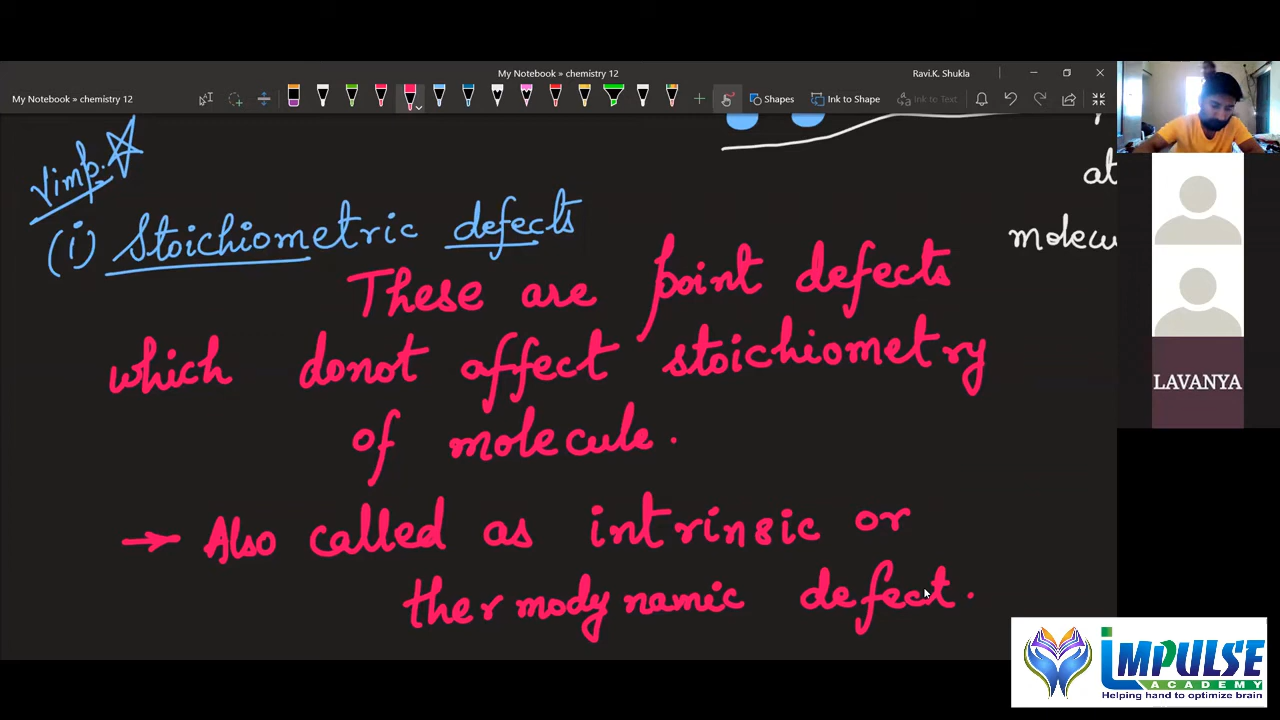 My Notebook » chemistry 12
Ravi.K. Shukla
My Notebook » chemistry 12
Shapes
Ink to Shape
Ink to Text
Vimp.
(i) Stoichiometric defects
at
molecu
These are point defects
which donot affect stoichiometry
of molecule.
→ Also called as intrinsic or
thermodynamic defect.
LAVANYA
iMPULSE
ACADEMY
Helping hand to optimize brain